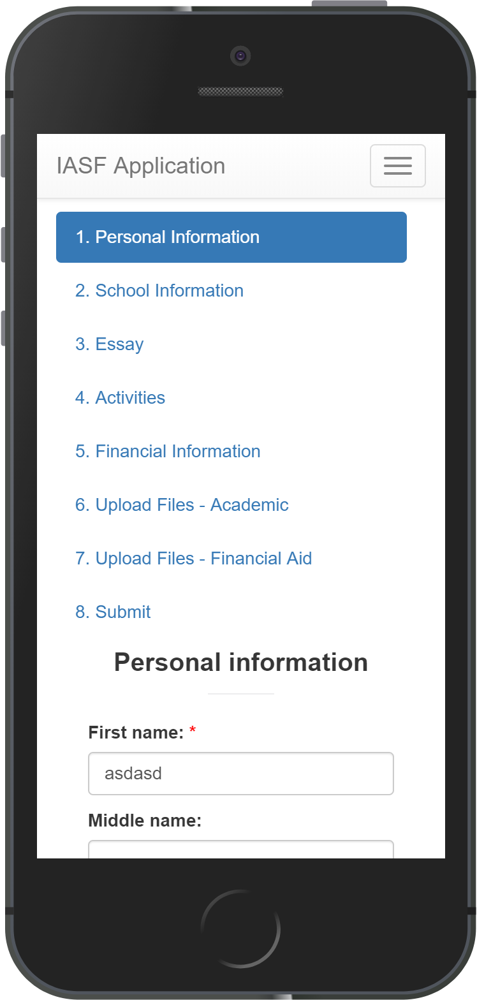 IASF Application
1. Personal Information
2. School Information
3. Essay
4. Activities
5. Financial Information
6. Upload Files - Academic
7. Upload Files - Financial Aid
8. Submit
Personal information
First name: *
asdasd
Middle name: